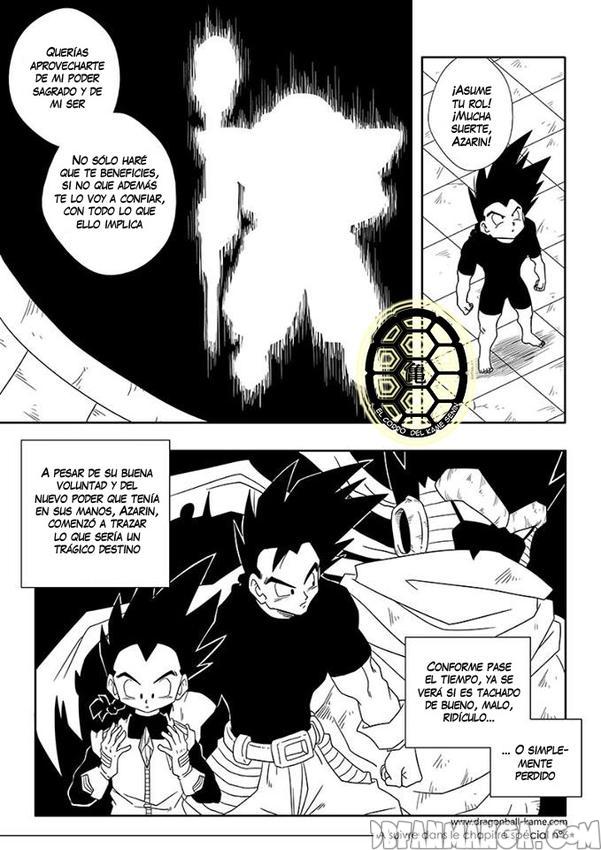 QUERÍAS
APROVECHARTE
DE MI PODER
SAGRADO Y DE
MI SER
NO SÓLO HARÉ
QUE TE BENEFICIES,
SI NO QUE ADEMÁS
TE LO VOY A CONFIAR,
CON TODO LO QUE
ELLO IMPLICA
¡ASUME
TU ROL!
¡MUCHA
SUERTE,
AZARIN!
亀
EL CORRO DEL KAME SENIN
A PESAR DE SU BUENA
VOLUNTAD Y DEL
NUEVO PODER QUE TENÍA
EN SUS MANOS, AZARIN,
COMENZÓ A TRAZAR
LO QUE SERÍA UN
TRÁGICO DESTINO
CONFORME PASE
EL TIEMPO, YA SE
VERÁ SI ES TACHADO
DE BUENO, MALO,
RIDÍCULO...
... O SIMPLE-
MENTE
PERDIDO
www.dragonball-kame.com
A suivre dans le chapitre spécial n°6
DBFANMANGA.COM